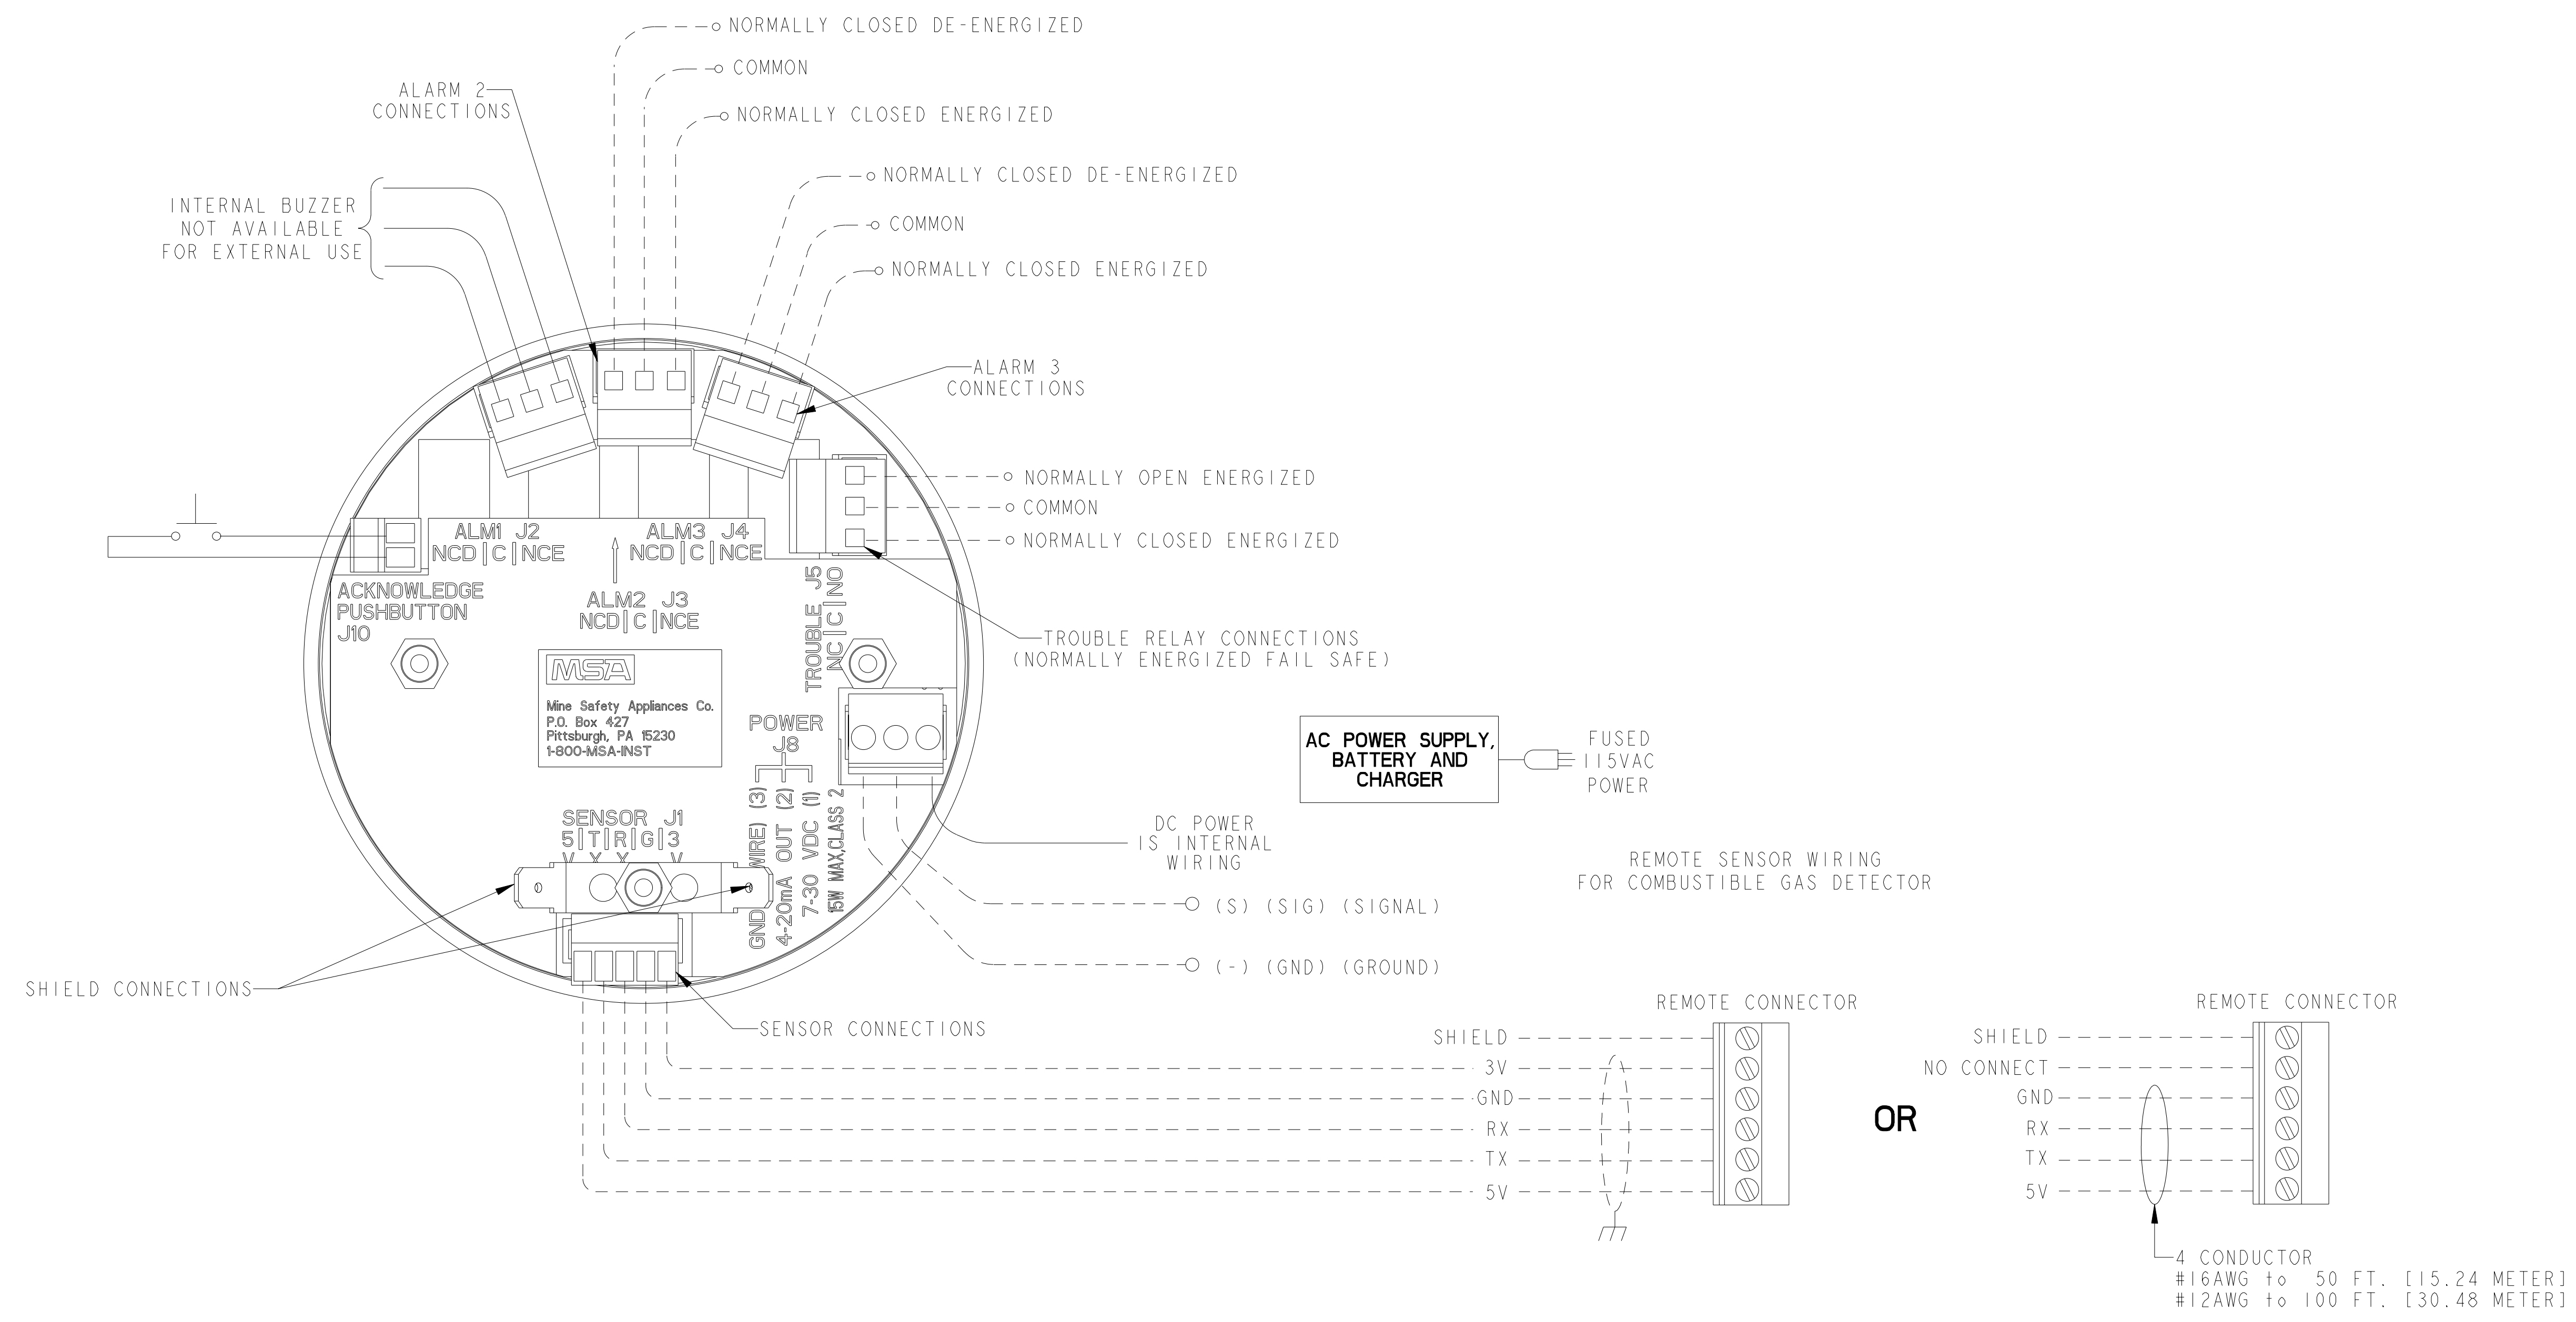 NORMALLY CLOSED DE-ENERGIZED
COMMON
NORMALLY CLOSED ENERGIZED
ALARM 2
CONNECTIONS
NORMALLY CLOSED DE-ENERGIZED
COMMON
NORMALLY CLOSED ENERGIZED
INTERNAL BUZZER
NOT AVAILABLE
FOR EXTERNAL USE
ALARM 3
CONNECTIONS
NORMALLY OPEN ENERGIZED
COMMON
NORMALLY CLOSED ENERGIZED
ALM1 J2
NCD|C|NCE
ALM3 J4
NCD|C|NCE
ALM2 J3
NCD|C|NCE
ACKNOWLEDGE
PUSHBUTTON
J10
TROUBLE J5
NC|C|NO
TROUBLE RELAY CONNECTIONS
(NORMALLY ENERGIZED FAIL SAFE)
MSA
Mine Safety Appliances Co.
P.O. Box 427
Pittsburgh, PA 15230
1-800-MSA-INST
POWER
J8
GND WIRE) (3)
4-20mA OUT (2)
7-30 VDC (1)
15W MAX,CLASS 2
AC POWER SUPPLY,
BATTERY AND
CHARGER
FUSED
115VAC
POWER
SENSOR J1
5|T|R|G|3
V X X V
DC POWER
IS INTERNAL
WIRING
REMOTE SENSOR WIRING
FOR COMBUSTIBLE GAS DETECTOR
(S) (SIG) (SIGNAL)
(-) (GND) (GROUND)
SHIELD CONNECTIONS
SENSOR CONNECTIONS
REMOTE CONNECTOR
SHIELD
3V
GND
RX
TX
5V
OR
REMOTE CONNECTOR
SHIELD
NO CONNECT
GND
RX
TX
5V
4 CONDUCTOR
#16AWG to 50 FT. [15.24 METER]
#12AWG to 100 FT. [30.48 METER]